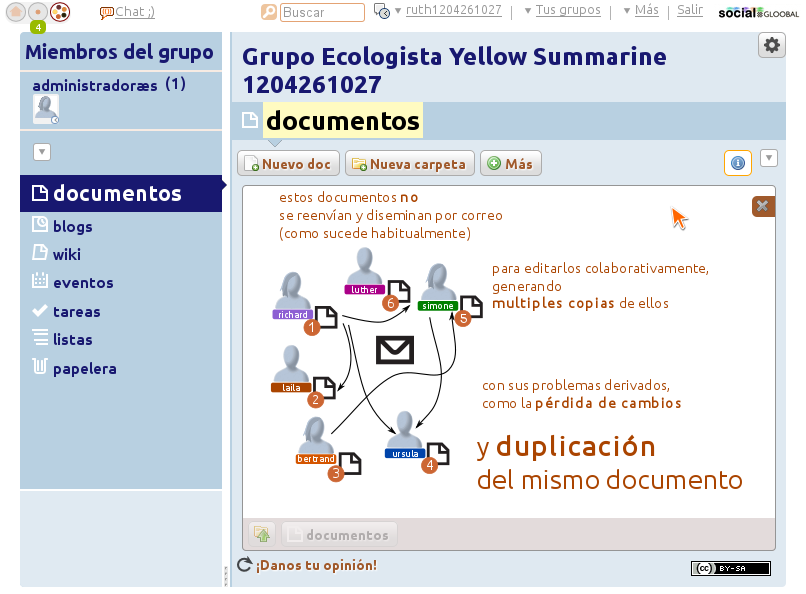 Chat ;)
Buscar
ruth1204261027
Tus grupos
Más
Salir
social GLOOBAL
4
Miembros del grupo
administradoræs (1)
documentos
blogs
wiki
eventos
tareas
listas
papelera
Grupo Ecologista Yellow Summarine
1204261027
documentos
Nuevo doc
Nueva carpeta
Más
estos documentos no
se reenvían y diseminan por correo
(como sucede habitualmente)
para editarlos colaborativamente,
generando
multiples copias de ellos
luther
6
simone
5
richard
1
laila
2
bertrand
3
ursula
4
con sus problemas derivados,
como la pérdida de cambios
y duplicación
del mismo documento
documentos
¡Danos tu opinión!
(cc) BY-SA